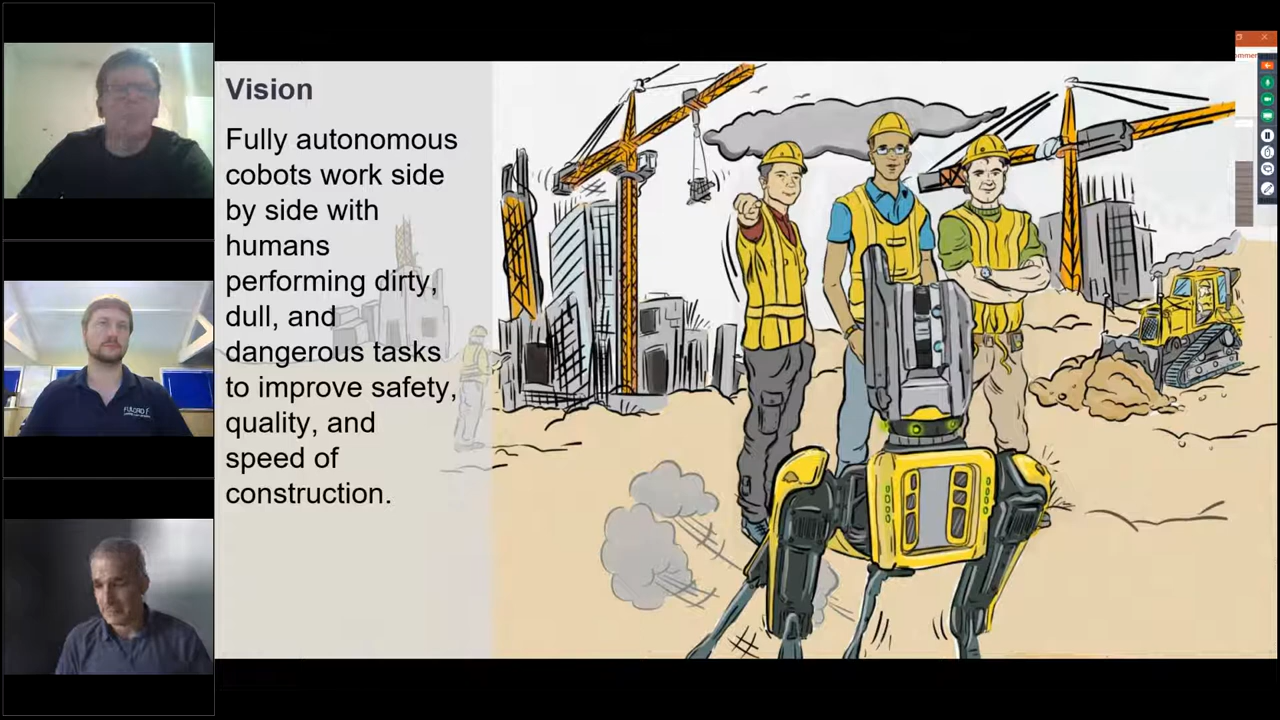 Vision
Fully autonomous
cobots work side
by side with
humans
performing dirty,
dull, and
dangerous tasks
to improve safety,
quality, and
speed of
construction.